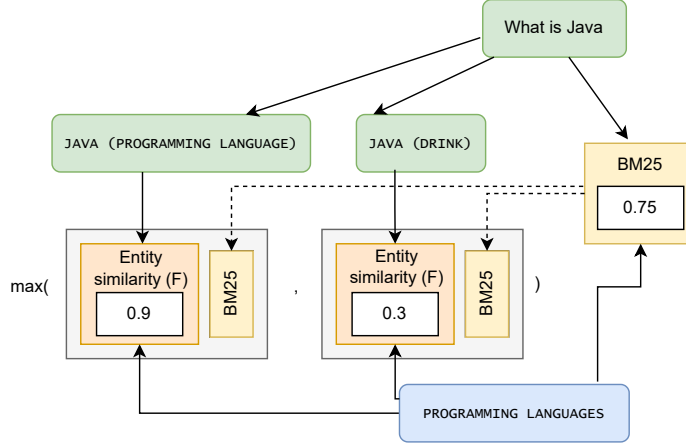 What is Java
JAVA (PROGRAMMING LANGUAGE)
JAVA (DRINK)
BM25
0.75
max(
Entity
similarity (F)
0.9
BM25
,
Entity
similarity (F)
0.3
BM25
)
PROGRAMMING LANGUAGES